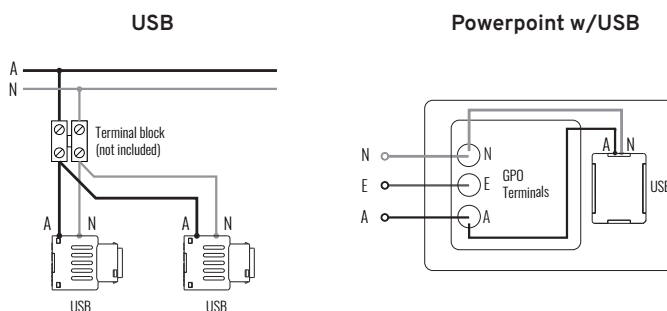 USB
Powerpoint w/USB
A
N
Terminal block
(not included)
A N A N
USB USB
A N
N N
E E GPO
Terminals
A A
USB